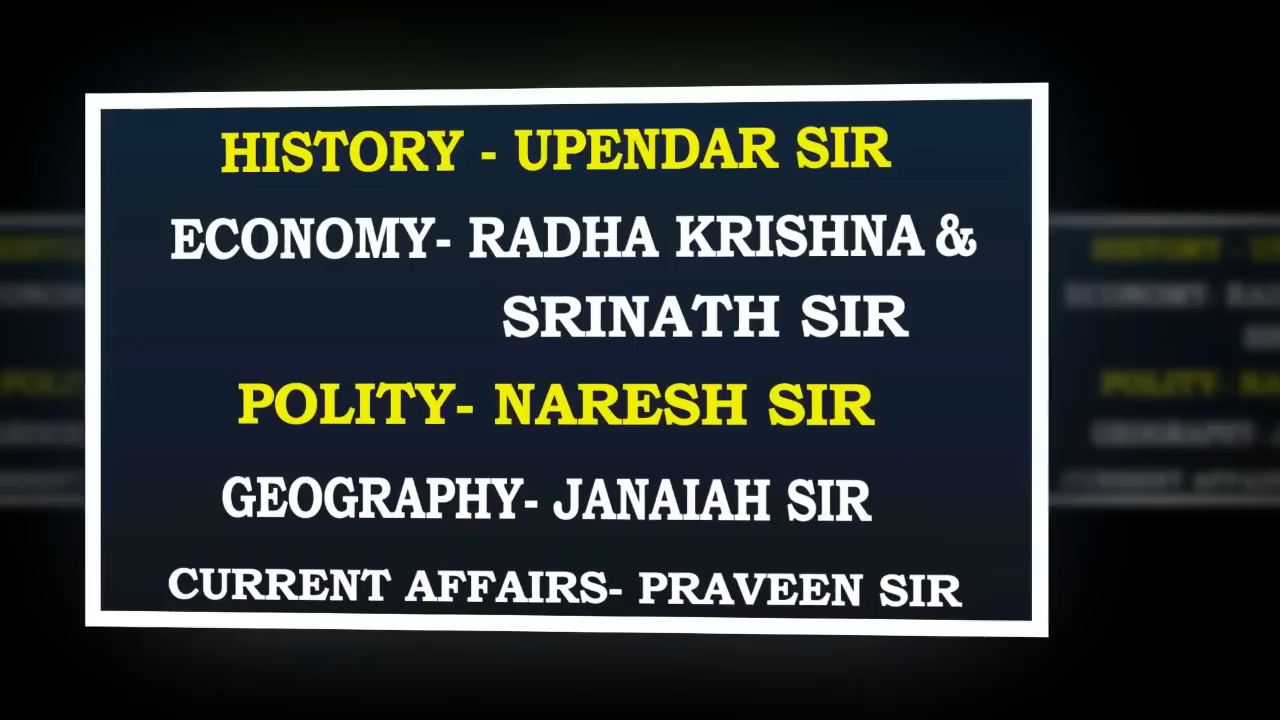 HISTORY - UPENDAR SIR
ECONOMY- RADHA KRISHNA &
SRINATH SIR
POLITY- NARESH SIR
GEOGRAPHY- JANAIAH SIR
CURRENT AFFAIRS- PRAVEEN SIR